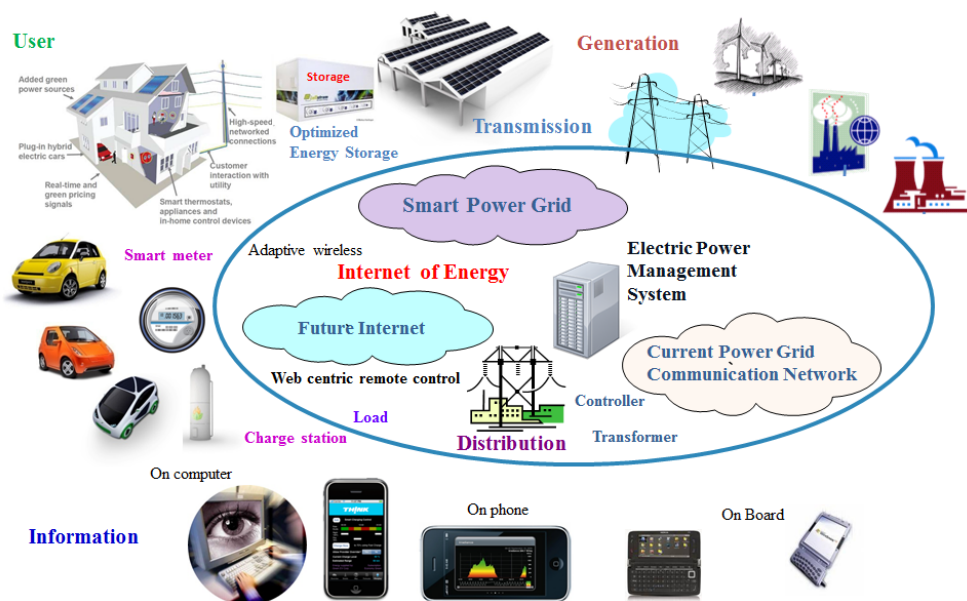 User
Added green
power sources
Plug-in hybrid
electric cars
Real-time and
green pricing
signals
Smart thermostats,
appliances and
in-home control devices
High-speed,
networked
connections
Customer
interaction with
utility
Storage
Optimized
Energy Storage
Transmission
Generation
Smart Power Grid
Smart meter
Adaptive wireless
Internet of Energy
Electric Power
Management
System
Future Internet
Current Power Grid
Communication Network
Web centric remote control
Load
Controller
Charge station
Distribution
Transformer
On computer
On phone
On Board
Information
THINK